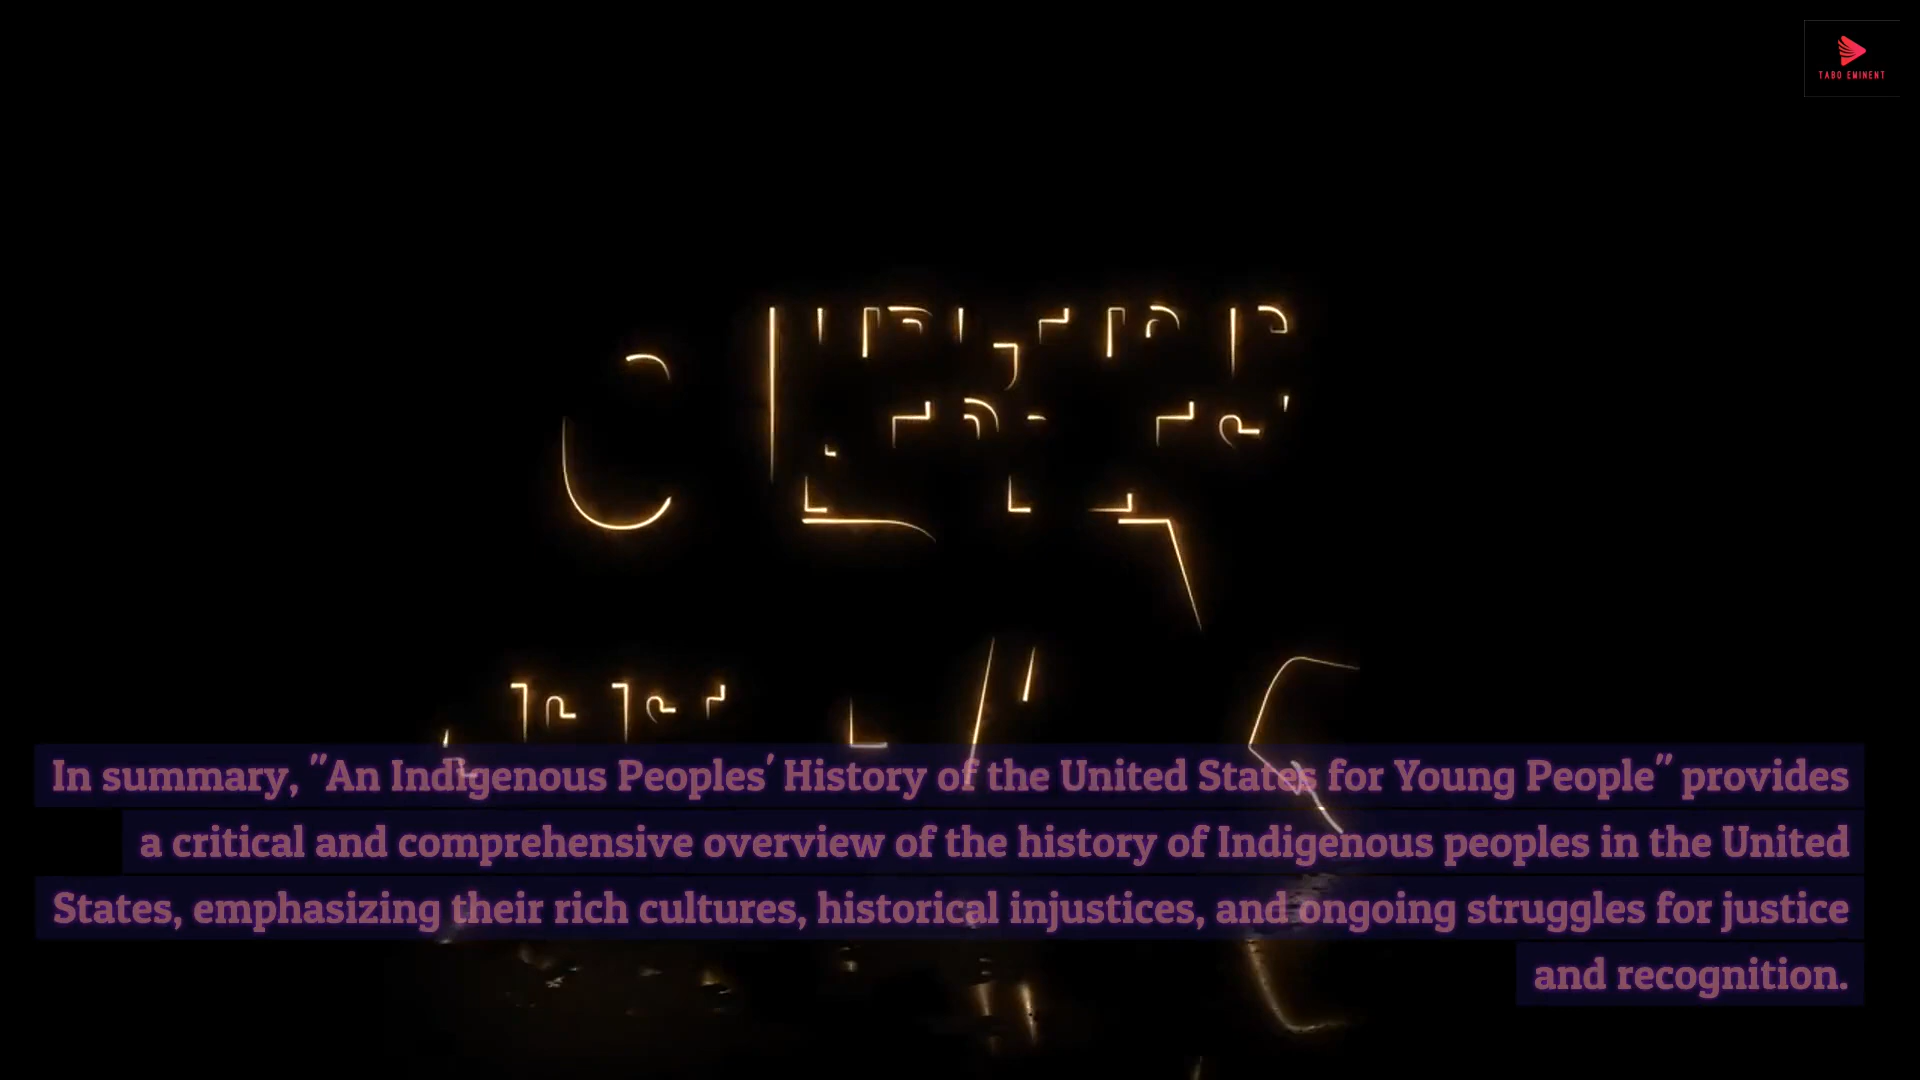 TABO EMINENT
In summary, "An Indigenous Peoples' History of the United States for Young People" provides
a critical and comprehensive overview of the history of Indigenous peoples in the United
States, emphasizing their rich cultures, historical injustices, and ongoing struggles for justice
and recognition.